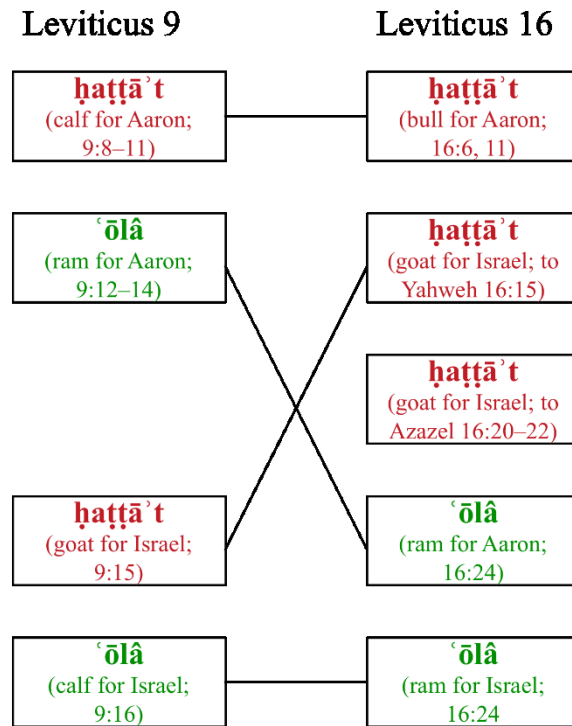 Leviticus 9
ḥaṭṭāʾt
(calf for Aaron;
9:8–11)
ʿōlâ
(ram for Aaron;
9:12–14)
ḥaṭṭāʾt
(goat for Israel;
9:15)
ʿōlâ
(calf for Israel;
9:16)
Leviticus 16
ḥaṭṭāʾt
(bull for Aaron;
16:6, 11)
ḥaṭṭāʾt
(goat for Israel; to
Yahweh 16:15)
ḥaṭṭāʾt
(goat for Israel; to
Azazel 16:20–22)
ʿōlâ
(ram for Aaron;
16:24)
ʿōlâ
(ram for Israel;
16:24